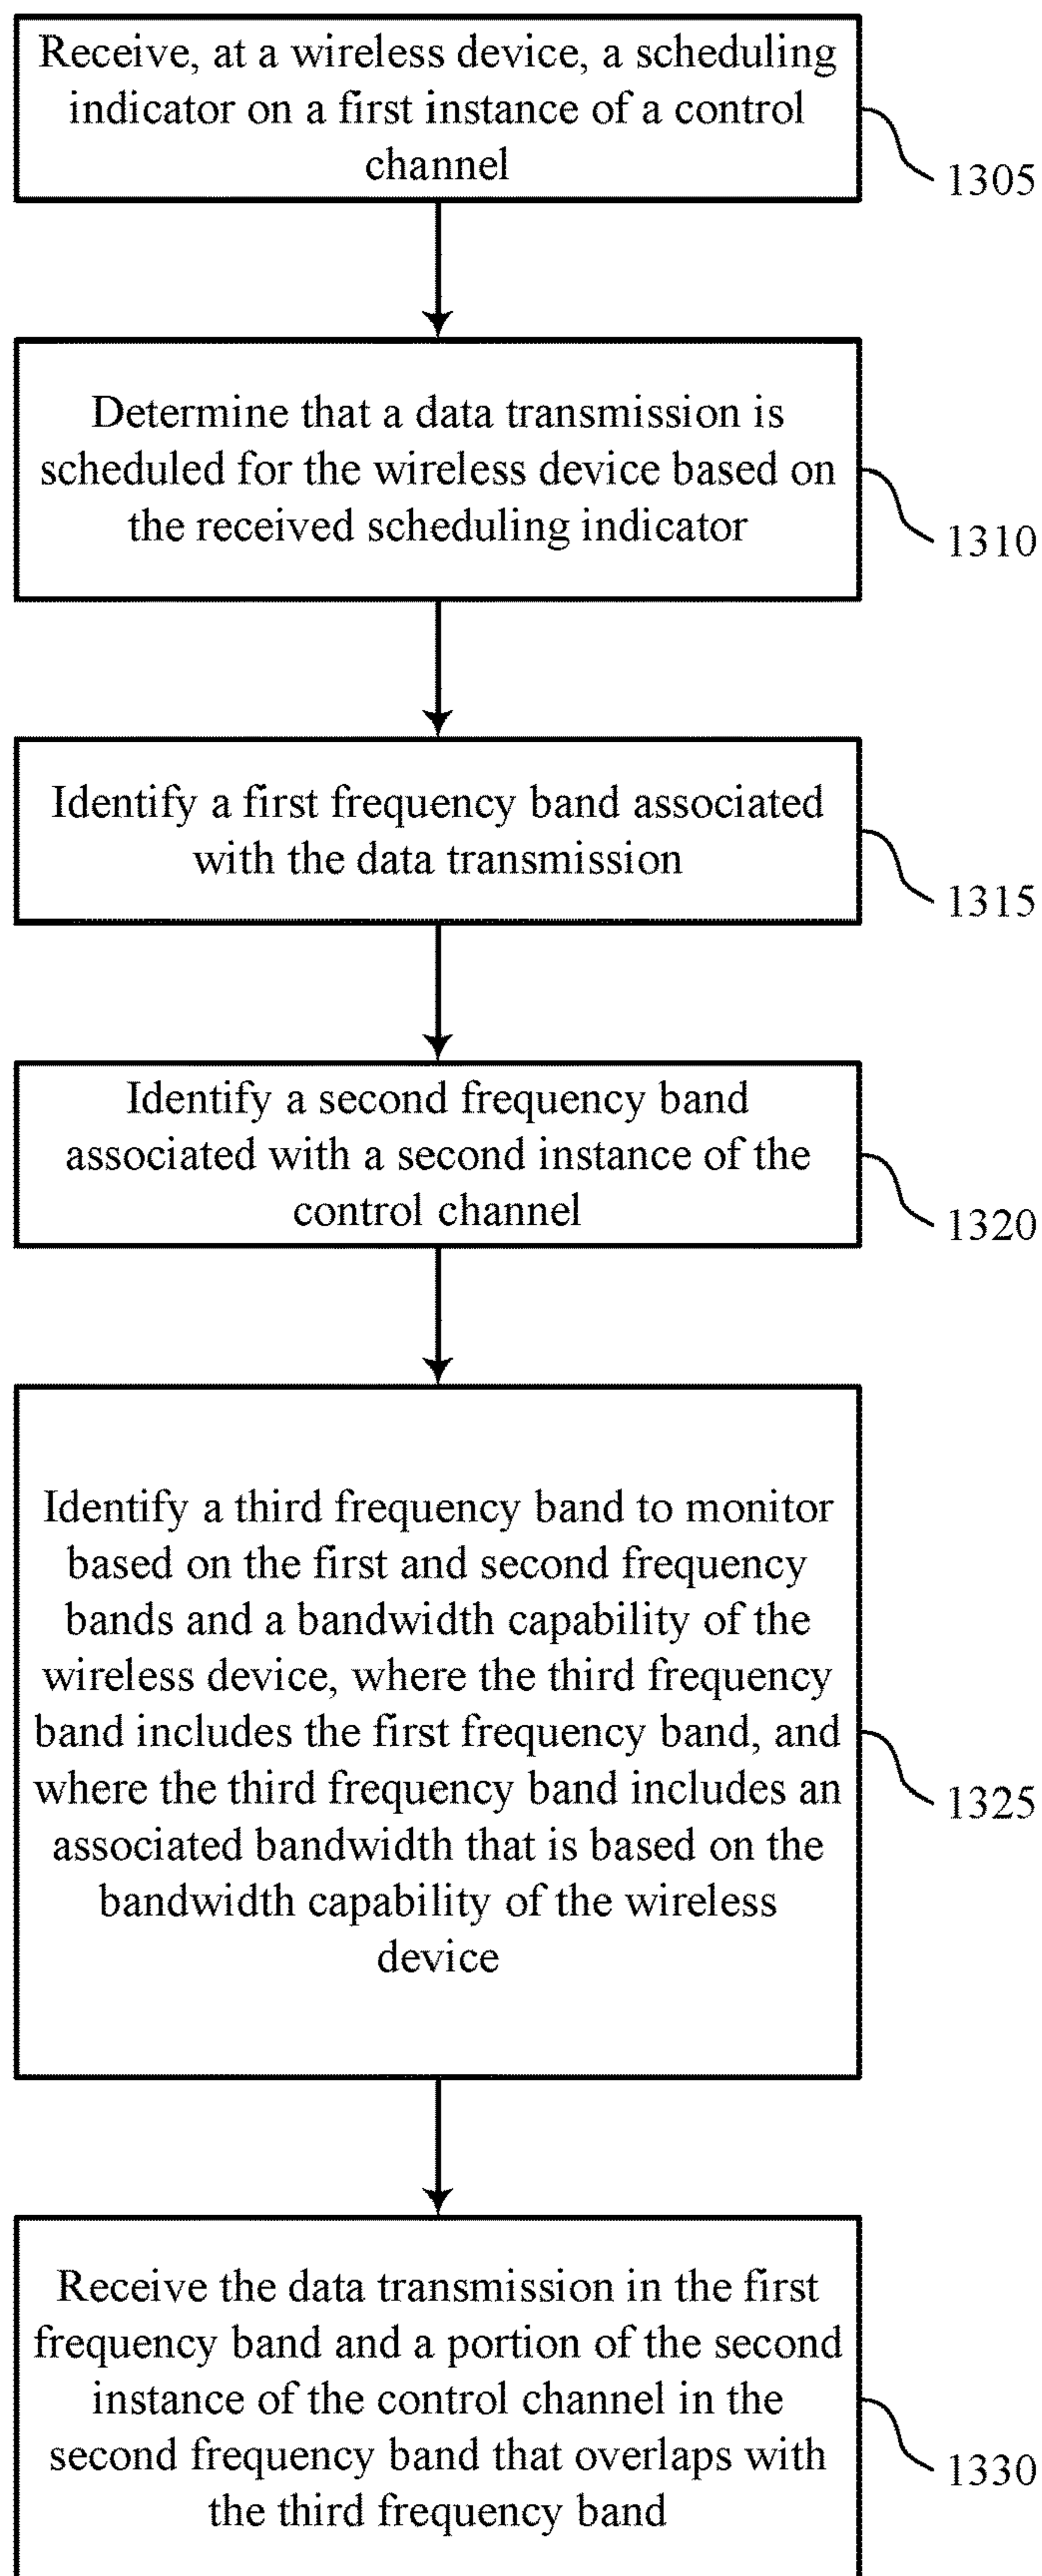 Receive, at a wireless device, a scheduling
indicator on a first instance of a control
channel
1305
Determine that a data transmission is
scheduled for the wireless device based on
the received scheduling indicator
1310
Identify a first frequency band associated
with the data transmission
1315
Identify a second frequency band
associated with a second instance of the
control channel
1320
Identify a third frequency band to monitor
based on the first and second frequency
bands and a bandwidth capability of the
wireless device, where the third frequency
band includes the first frequency band, and
where the third frequency band includes an
associated bandwidth that is based on the
bandwidth capability of the wireless
device
1325
Receive the data transmission in the first
frequency band and a portion of the second
instance of the control channel in the
second frequency band that overlaps with
the third frequency band
1330